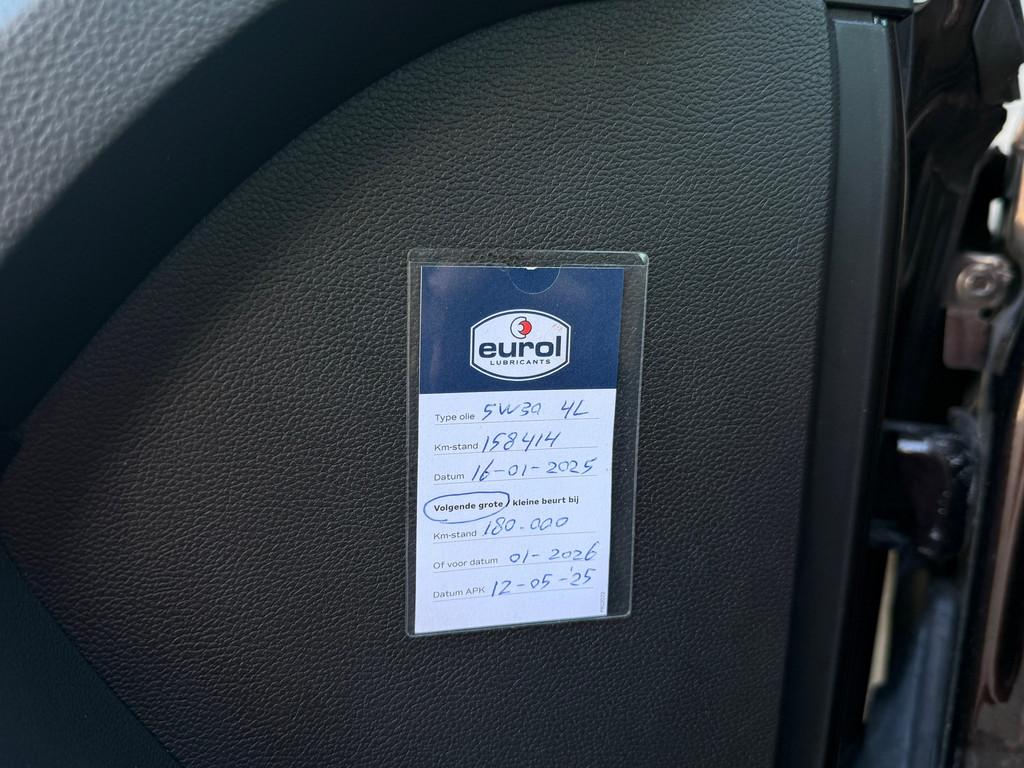 eurol
LUBRICANTS
Type olie 5W30 4L
Km-stand 158414
Datum 16-01-2025
Volgende grote / kleine beurt bij
Km-stand 180.000
Of voor datum 01-2026
Datum APK 12-05-'25